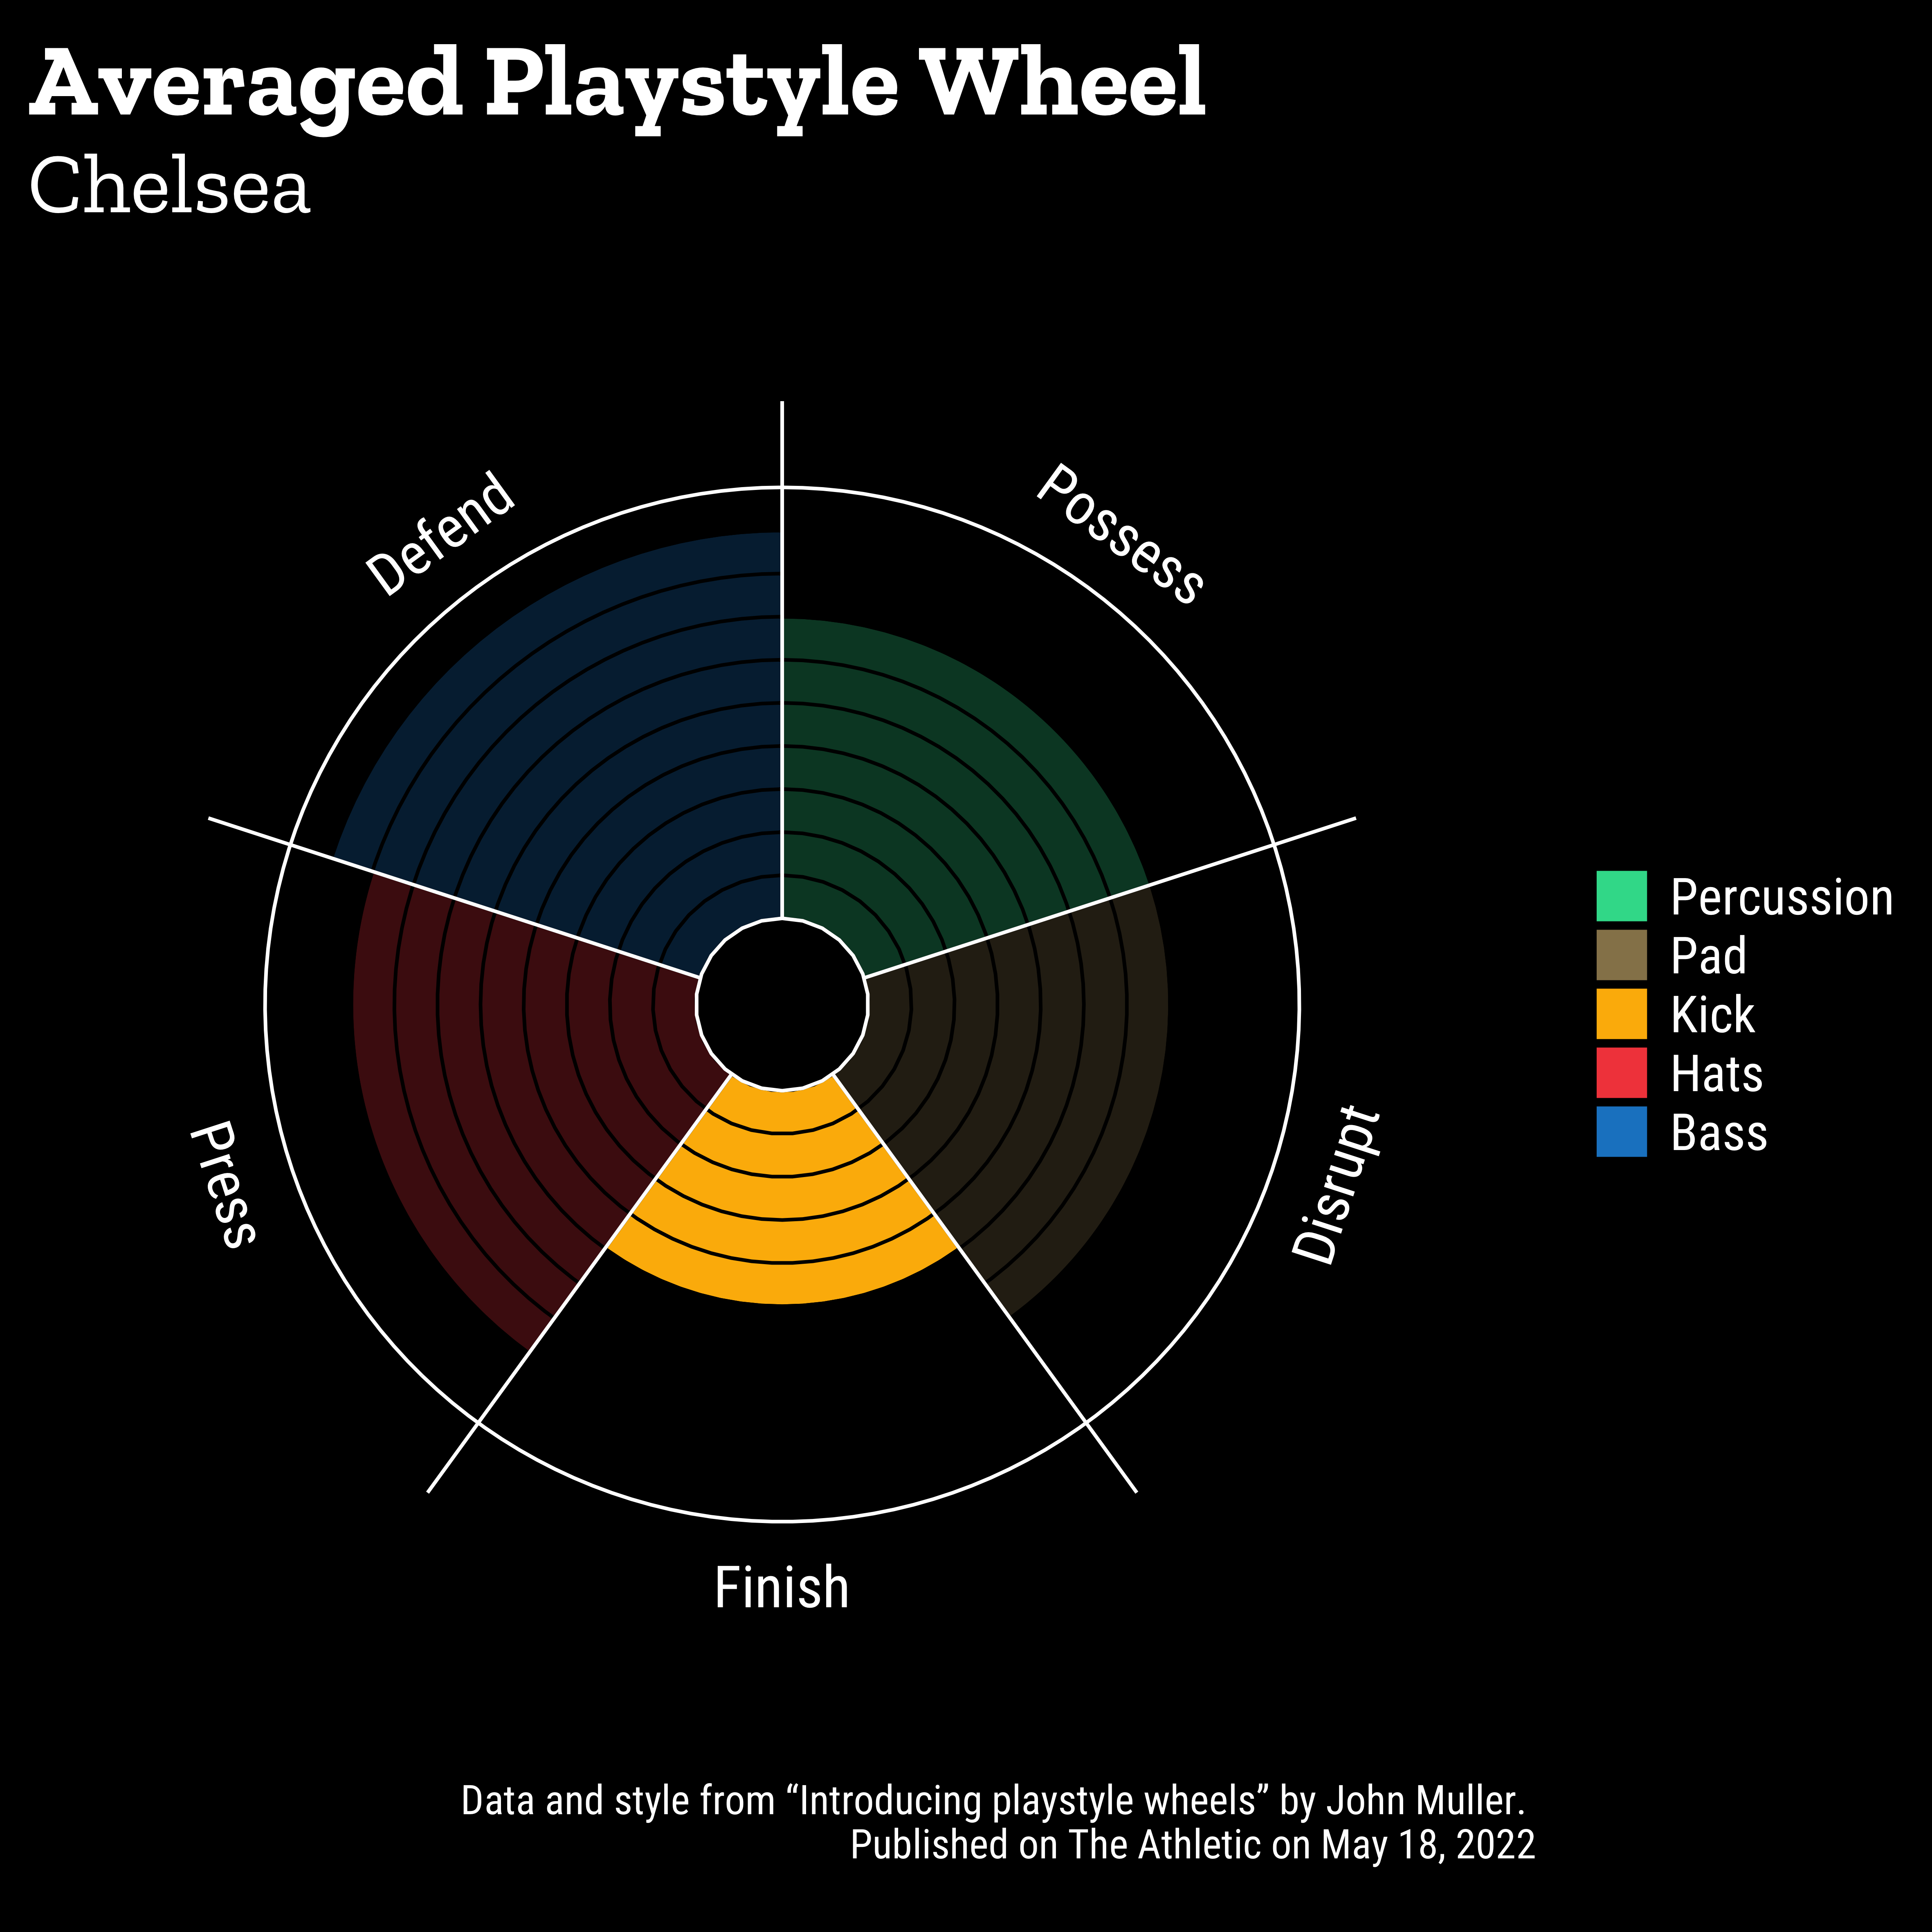 Averaged Playstyle Wheel
Chelsea
Defend
Possess
Press
Disrupt
Finish
Percussion
Pad
Kick
Hats
Bass
Data and style from “Introducing playstyle wheels” by John Muller.
Published on The Athletic on May 18, 2022